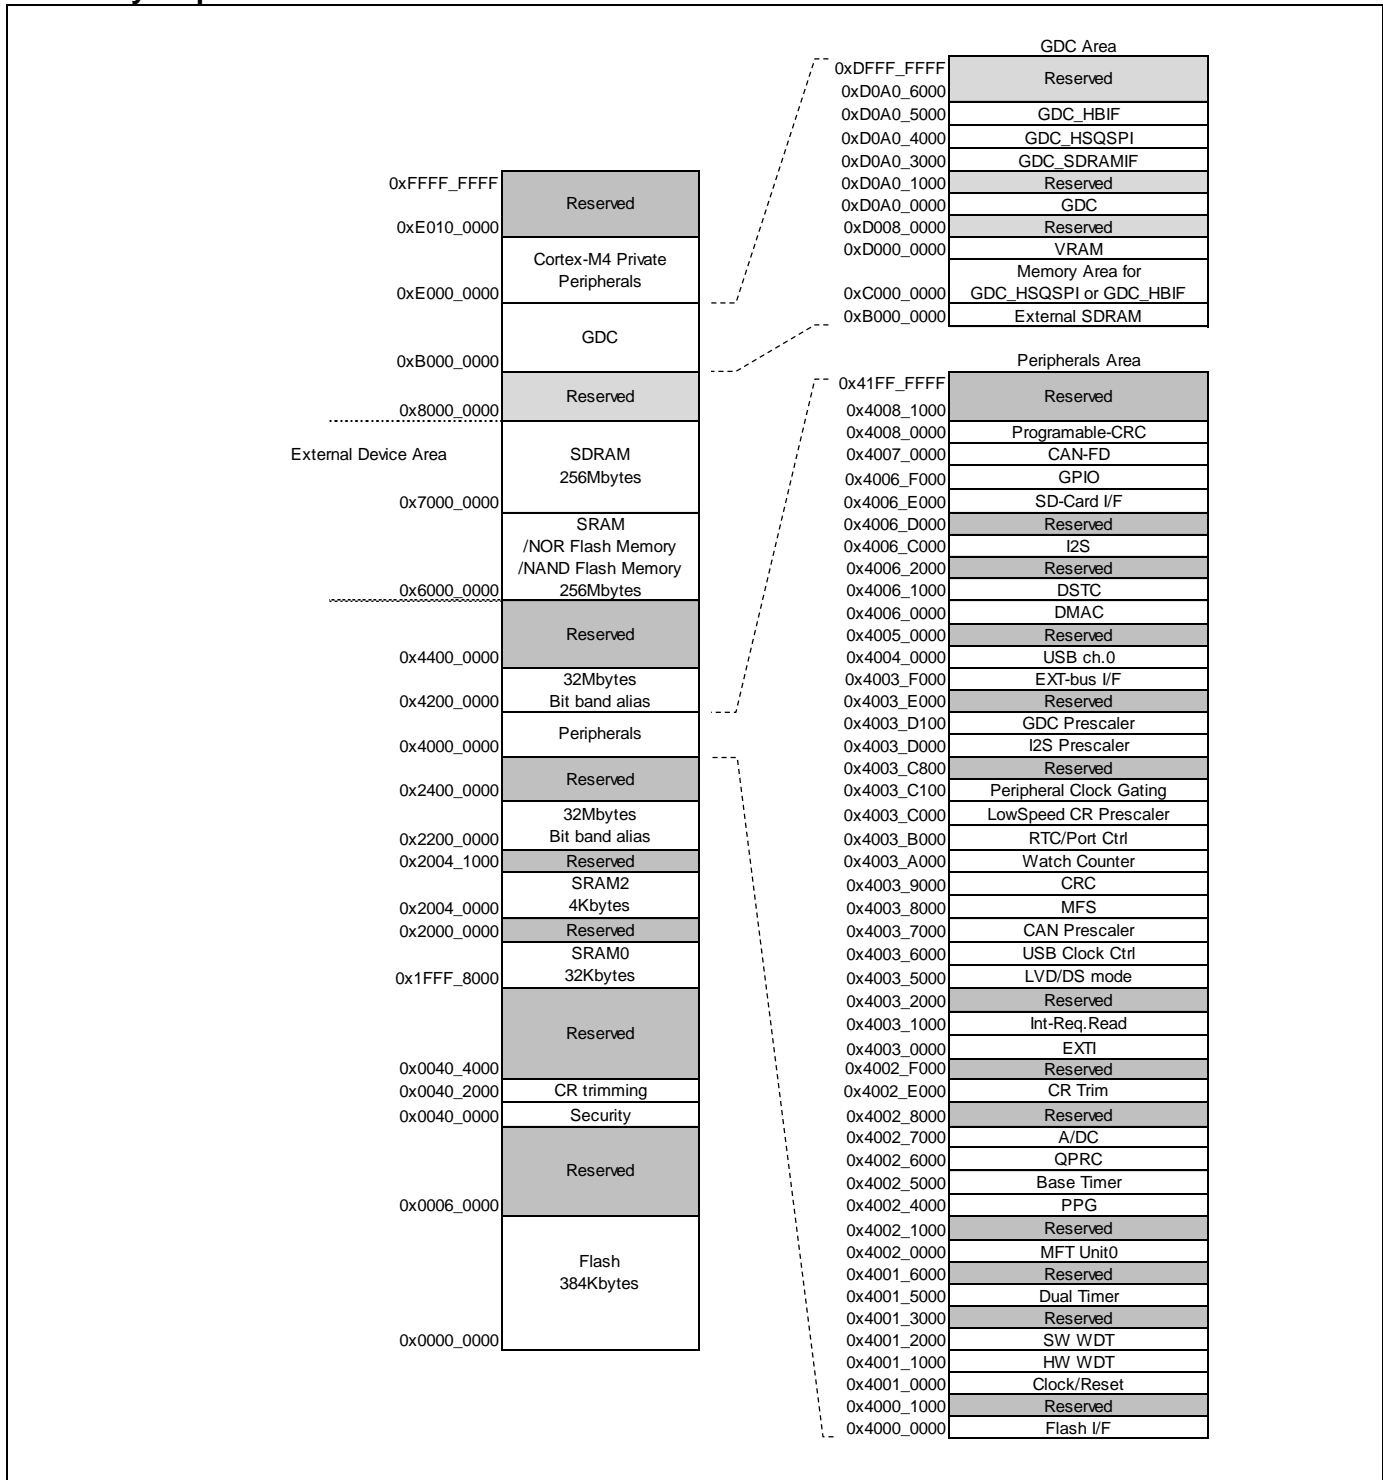 GDC Area
0xDFFF_FFFF
Reserved
0xD0A0_6000
0xD0A0_5000 GDC_HBIF
0xD0A0_4000 GDC_HSQSPI
0xD0A0_3000 GDC_SDRAMIF
0xD0A0_1000 Reserved
0xD0A0_0000 GDC
0xD008_0000 Reserved
0xD000_0000 VRAM
Memory Area for
0xC000_0000 GDC_HSQSPI or GDC_HBIF
0xB000_0000 External SDRAM
0xFFFF_FFFF
Reserved
0xE010_0000
Cortex-M4 Private
Peripherals
0xE000_0000
GDC
0xB000_0000
Reserved
0x8000_0000
External Device Area
SDRAM
256Mbytes
0x7000_0000
SRAM
/NOR Flash Memory
/NAND Flash Memory
0x6000_0000 256Mbytes
Reserved
0x4400_0000
32Mbytes
0x4200_0000 Bit band alias
Peripherals
0x4000_0000
Reserved
0x2400_0000
32Mbytes
0x2200_0000 Bit band alias
0x2004_1000 Reserved
SRAM2
0x2004_0000 4Kbytes
0x2000_0000 Reserved
SRAM0
0x1FFF_8000 32Kbytes
Reserved
0x0040_4000
0x0040_2000 CR trimming
0x0040_0000 Security
Reserved
0x0006_0000
Flash
384Kbytes
0x0000_0000
Peripherals Area
0x41FF_FFFF
Reserved
0x4008_1000
0x4008_0000 Programable-CRC
0x4007_0000 CAN-FD
0x4006_F000 GPIO
0x4006_E000 SD-Card I/F
0x4006_D000 Reserved
0x4006_C000 I2S
0x4006_2000 Reserved
0x4006_1000 DSTC
0x4006_0000 DMAC
0x4005_0000 Reserved
0x4004_0000 USB ch.0
0x4003_F000 EXT-bus I/F
0x4003_E000 Reserved
0x4003_D100 GDC Prescaler
0x4003_D000 I2S Prescaler
0x4003_C800 Reserved
0x4003_C100 Peripheral Clock Gating
0x4003_C000 LowSpeed CR Prescaler
0x4003_B000 RTC/Port Ctrl
0x4003_A000 Watch Counter
0x4003_9000 CRC
0x4003_8000 MFS
0x4003_7000 CAN Prescaler
0x4003_6000 USB Clock Ctrl
0x4003_5000 LVD/DS mode
0x4003_2000 Reserved
0x4003_1000 Int-Req.Read
0x4003_0000 EXTI
0x4002_F000 Reserved
0x4002_E000 CR Trim
0x4002_8000 Reserved
0x4002_7000 A/DC
0x4002_6000 QPRC
0x4002_5000 Base Timer
0x4002_4000 PPG
0x4002_1000 Reserved
0x4002_0000 MFT Unit0
0x4001_6000 Reserved
0x4001_5000 Dual Timer
0x4001_3000 Reserved
0x4001_2000 SW WDT
0x4001_1000 HW WDT
0x4001_0000 Clock/Reset
0x4000_1000 Reserved
0x4000_0000 Flash I/F